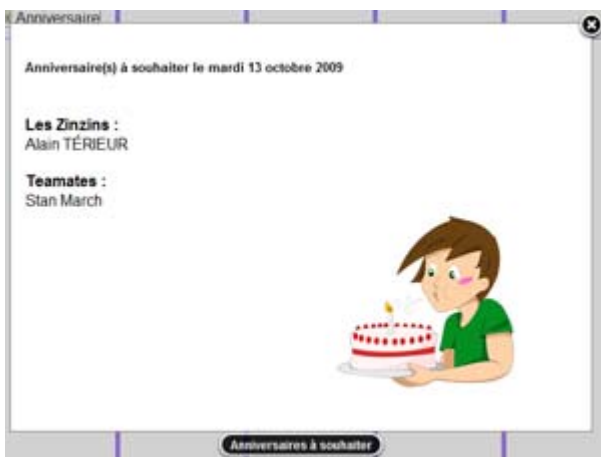 Anniversaire
Anniversaire(s) à souhaiter le mardi 13 octobre 2009
Les Zinzins :
Alain TÉRIEUR
Teamates :
Stan March
Anniversaires à souhaiter